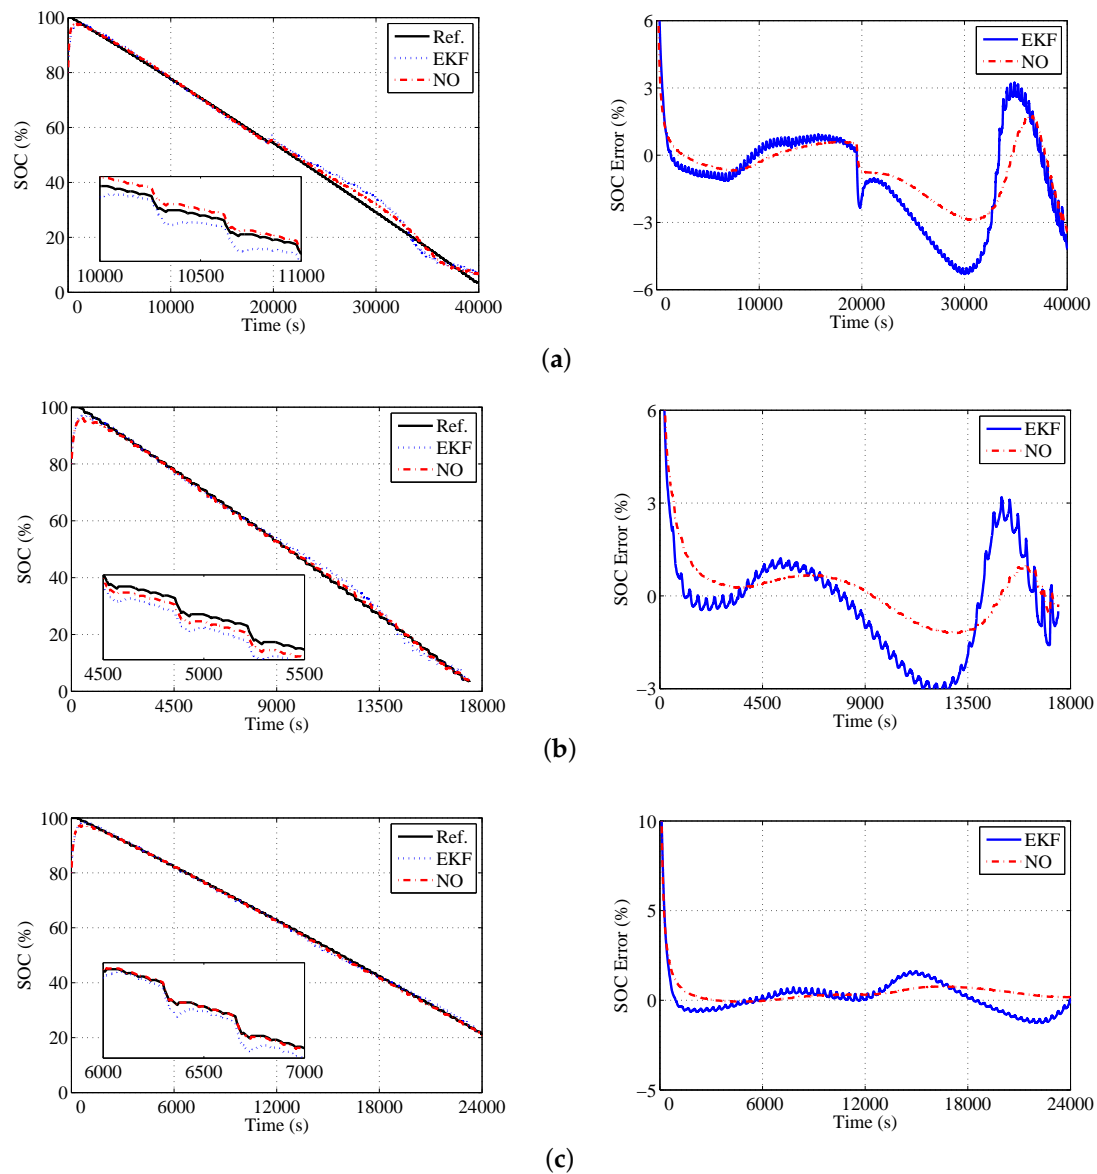 100
80
60
40
20
0
SOC (%)
Ref.
EKF
NO
10000 10500 11000
0 10000 20000 30000 40000
Time (s)
6
3
0
−3
−6
SOC Error (%)
EKF
NO
0 10000 20000 30000 40000
Time (s)
(a)
100
80
60
40
20
0
SOC (%)
Ref.
EKF
NO
4500 5000 5500
0 4500 9000 13500 18000
Time (s)
6
3
0
−3
SOC Error (%)
EKF
NO
0 4500 9000 13500 18000
Time (s)
(b)
100
80
60
40
20
0
SOC (%)
Ref.
EKF
NO
6000 6500 7000
0 6000 12000 18000 24000
Time (s)
10
5
0
−5
SOC Error (%)
EKF
NO
0 6000 12000 18000 24000
Time (s)
(c)